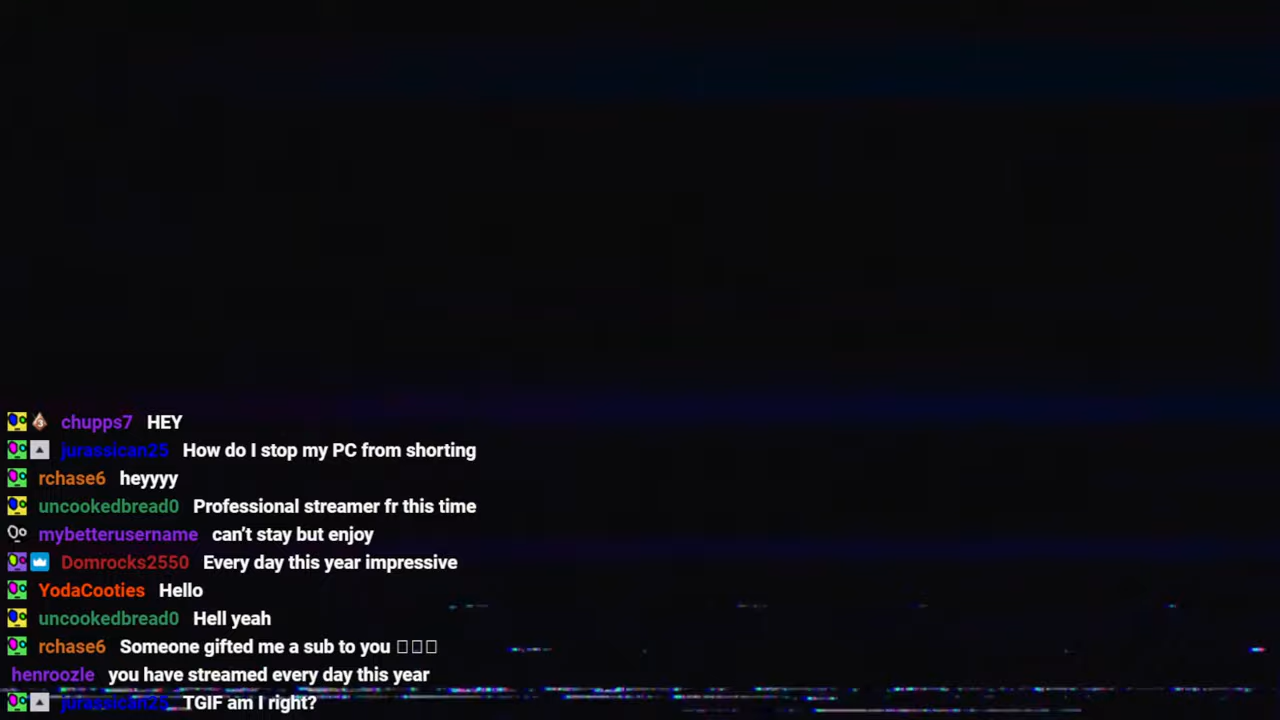 chupps7 HEY
jurassican25 How do I stop my PC from shorting
rchase6 heyyyy
uncookedbread0 Professional streamer fr this time
mybetterusername can’t stay but enjoy
Domrocks2550 Every day this year impressive
YodaCooties Hello
uncookedbread0 Hell yeah
rchase6 Someone gifted me a sub to you □□□
henroozle you have streamed every day this year
jurassican25 TGIF am I right?